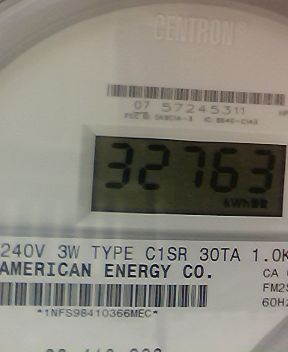 CENTRON
07 57245311
32763
kWh
240V 3W TYPE C1SR 30TA 1.0K
AMERICAN ENERGY CO.
CA
FM2S
60HZ
*1NFS98410366MEC*